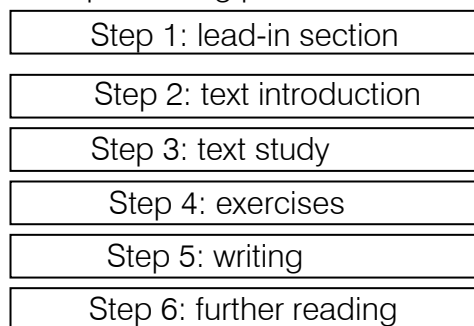 Step 1: lead-in section
Step 2: text introduction
Step 3: text study
Step 4: exercises
Step 5: writing
Step 6: further reading